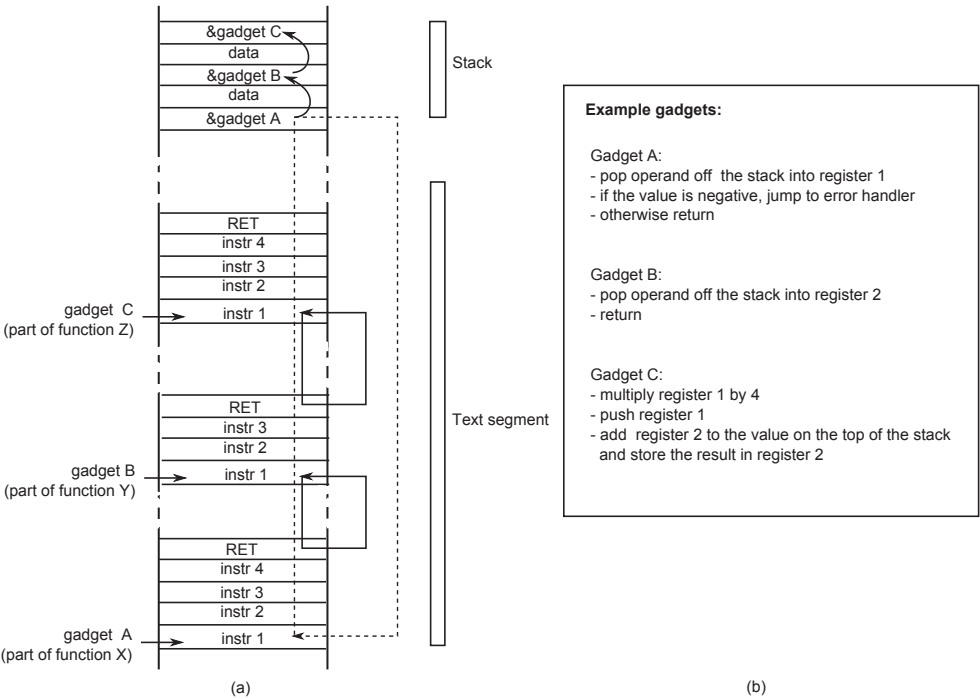 &gadget C
data
&gadget B
data
&gadget A
Stack
RET
instr 4
instr 3
instr 2
instr 1
gadget C
(part of function Z)
RET
instr 3
instr 2
instr 1
gadget B
(part of function Y)
RET
instr 4
instr 3
instr 2
instr 1
gadget A
(part of function X)
Text segment
(a)
Example gadgets:
Gadget A:
- pop operand off the stack into register 1
- if the value is negative, jump to error handler
- otherwise return
Gadget B:
- pop operand off the stack into register 2
- return
Gadget C:
- multiply register 1 by 4
- push register 1
- add register 2 to the value on the top of the stack
and store the result in register 2
(b)